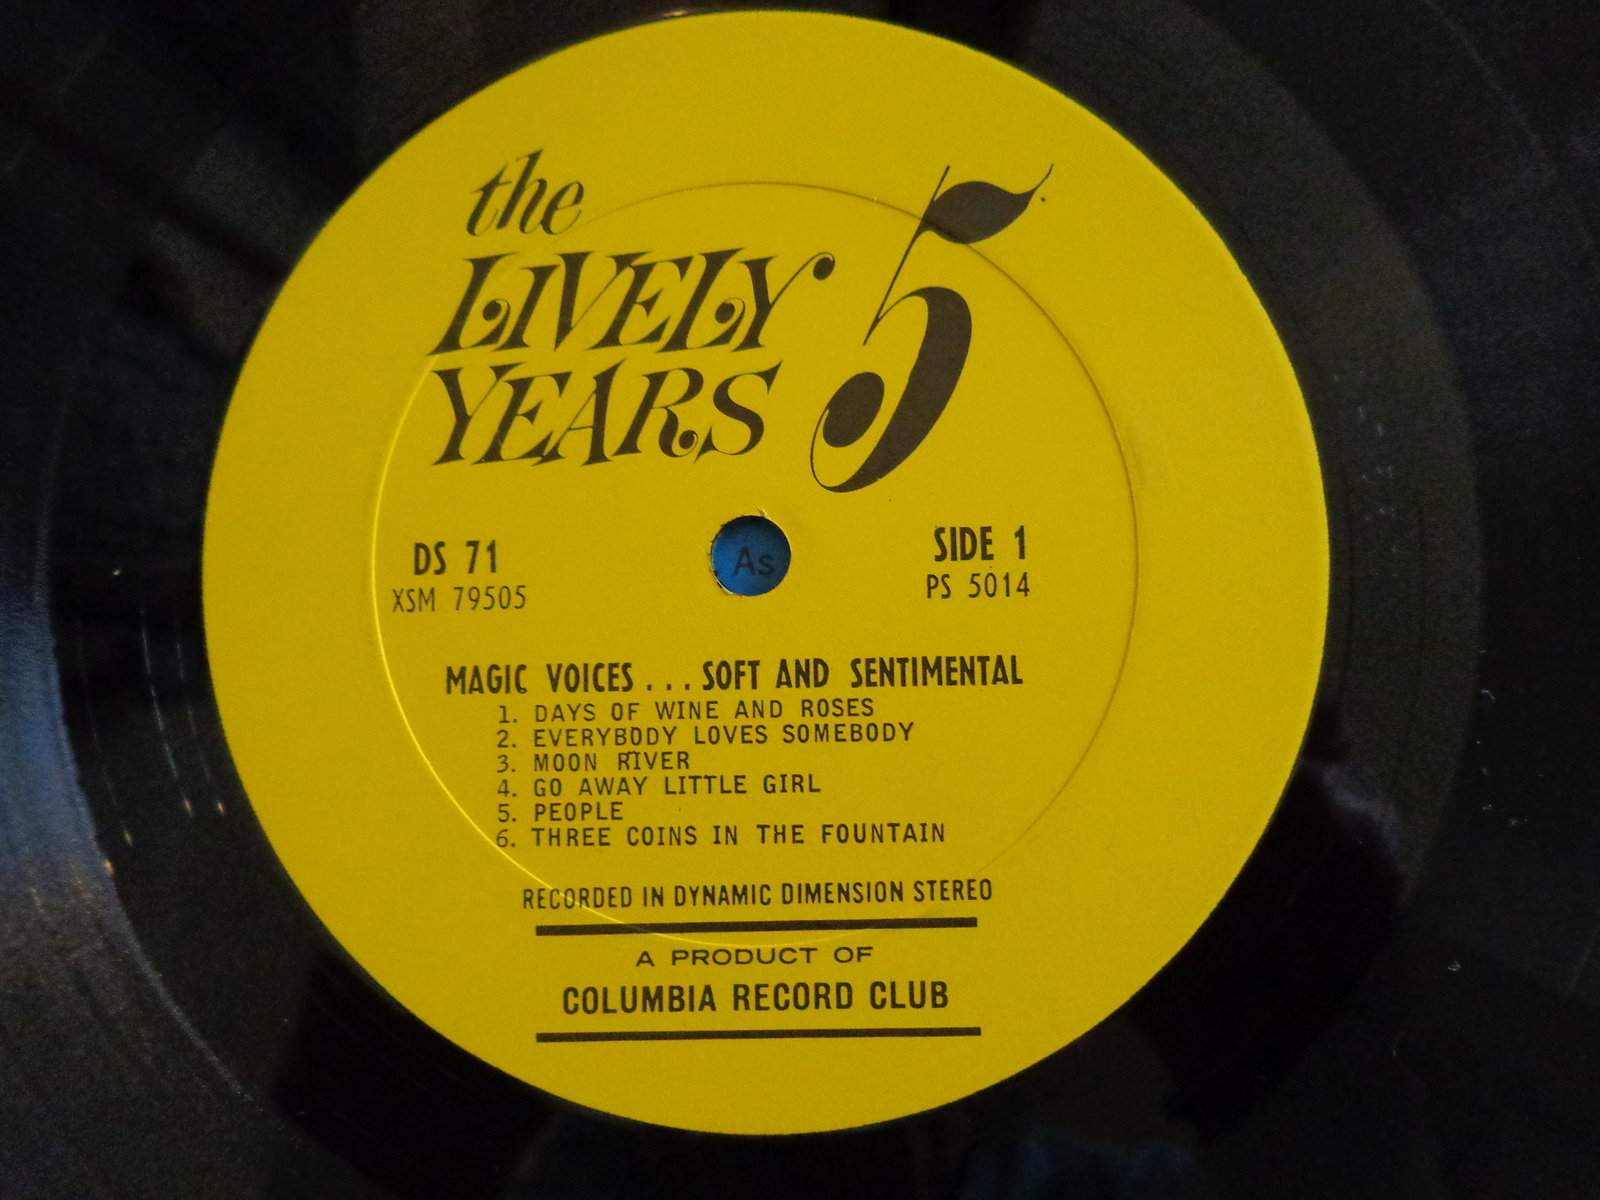 the
LIVELY
YEARS 5
DS 71
XSM 79505
As
SIDE 1
PS 5014
MAGIC VOICES . . . SOFT AND SENTIMENTAL
1. DAYS OF WINE AND ROSES
2. EVERYBODY LOVES SOMEBODY
3. MOON RIVER
4. GO AWAY LITTLE GIRL
5. PEOPLE
6. THREE COINS IN THE FOUNTAIN
RECORDED IN DYNAMIC DIMENSION STEREO
A PRODUCT OF
COLUMBIA RECORD CLUB